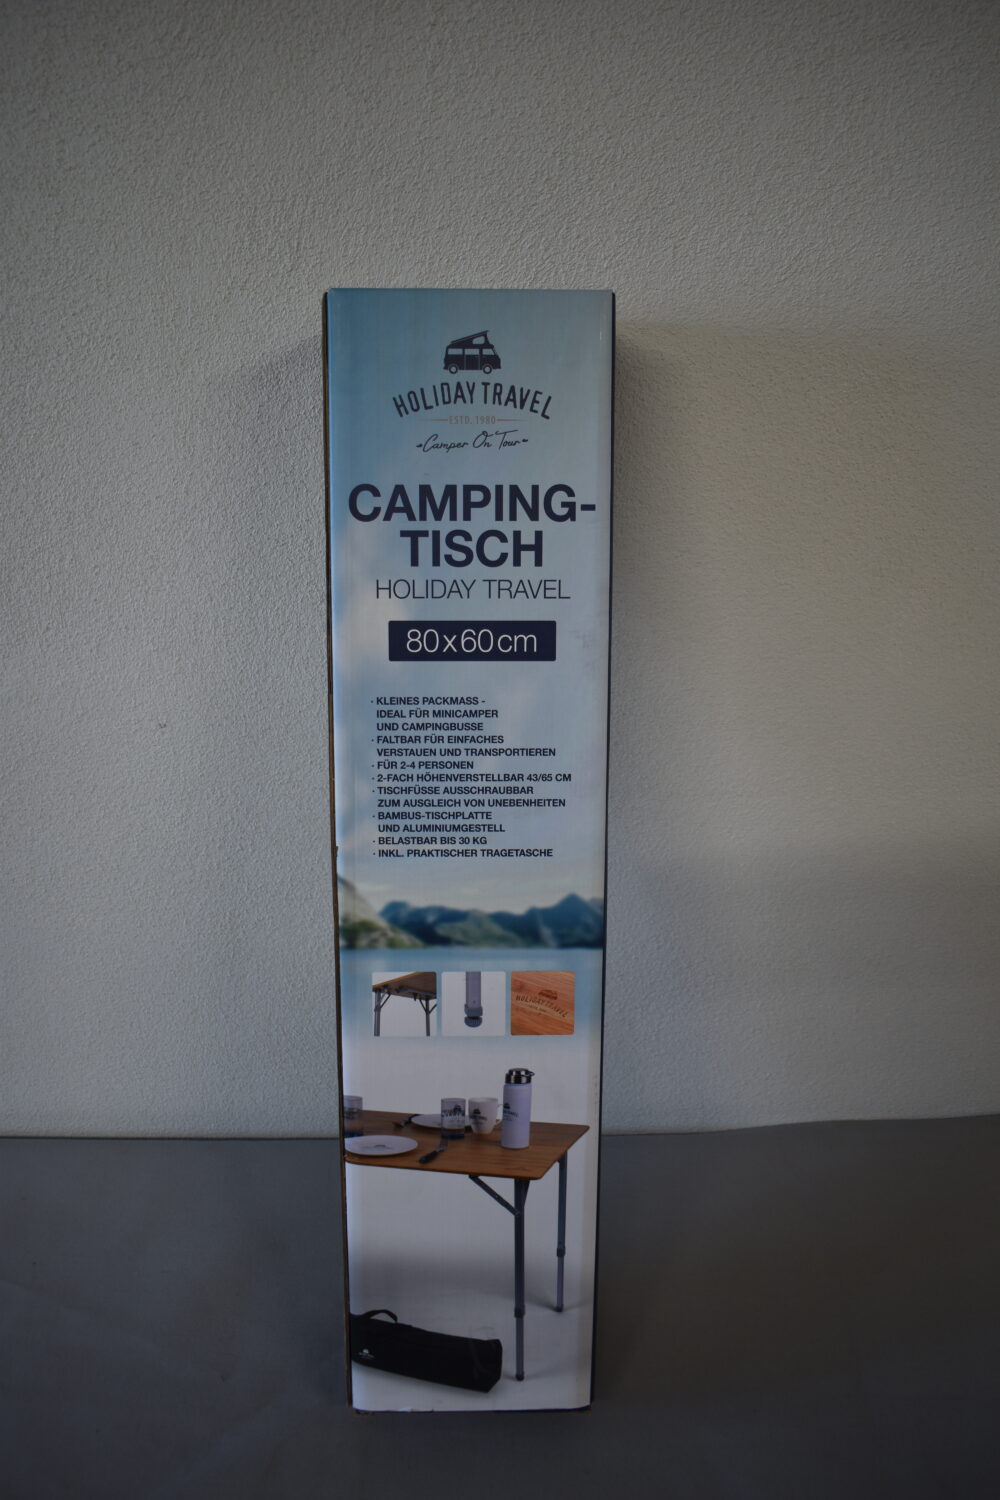 HOLIDAY TRAVEL
ESTD. 1980
Camper On Tour
CAMPING-
TISCH
HOLIDAY TRAVEL
80x60cm
· KLEINES PACKMASS -
IDEAL FÜR MINICAMPER
UND CAMPINGBUSSE
· FALTBAR FÜR EINFACHES
VERSTAUEN UND TRANSPORTIEREN
· FÜR 2-4 PERSONEN
· 2-FACH HÖHENVERSTELLBAR 43/65 CM
· TISCHFÜSSE AUSSCHRAUBBAR
ZUM AUSGLEICH VON UNEBENHEITEN
· BAMBUS-TISCHPLATTE
UND ALUMINIUMGESTELL
· BELASTBAR BIS 30 KG
· INKL. PRAKTISCHER TRAGETASCHE
HOLIDAY TRAVEL